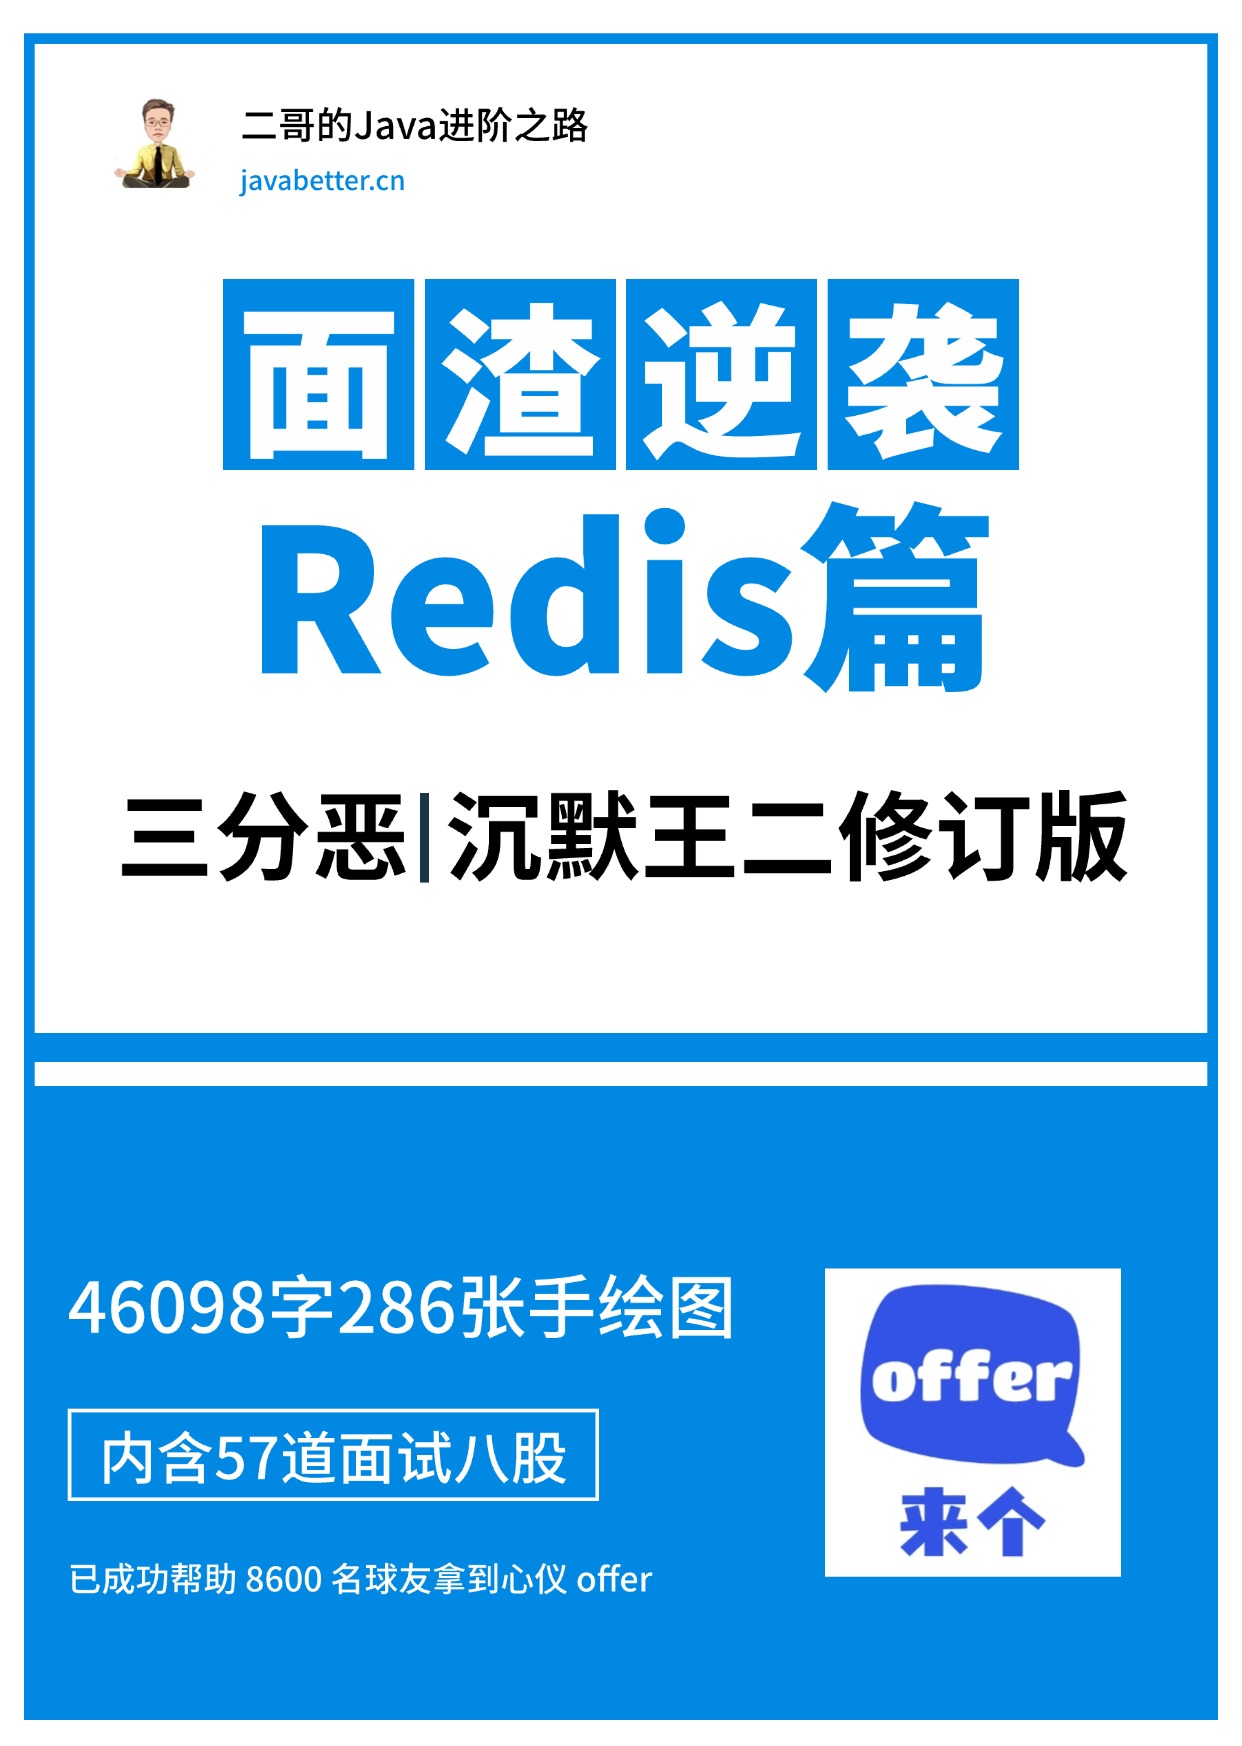 二哥的Java进阶之路
javabetter.cn
面渣逆袭
Redis篇
三分恶|沉默王二修订版
46098字286张手绘图
内含57道面试八股
已成功帮助 8600 名球友拿到心仪 offer
offer
来个